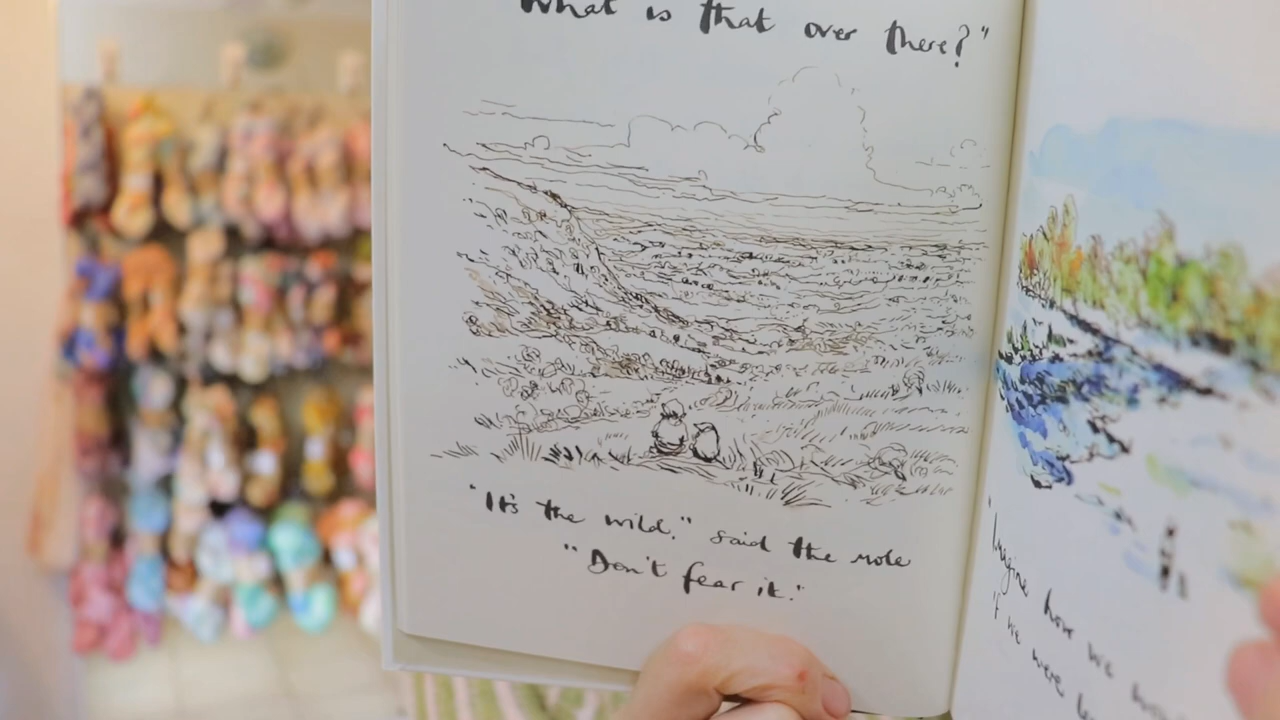 "What is that over there?"
"It's the wild," said the mole
"Don't fear it."
"Imagine how we
if we were